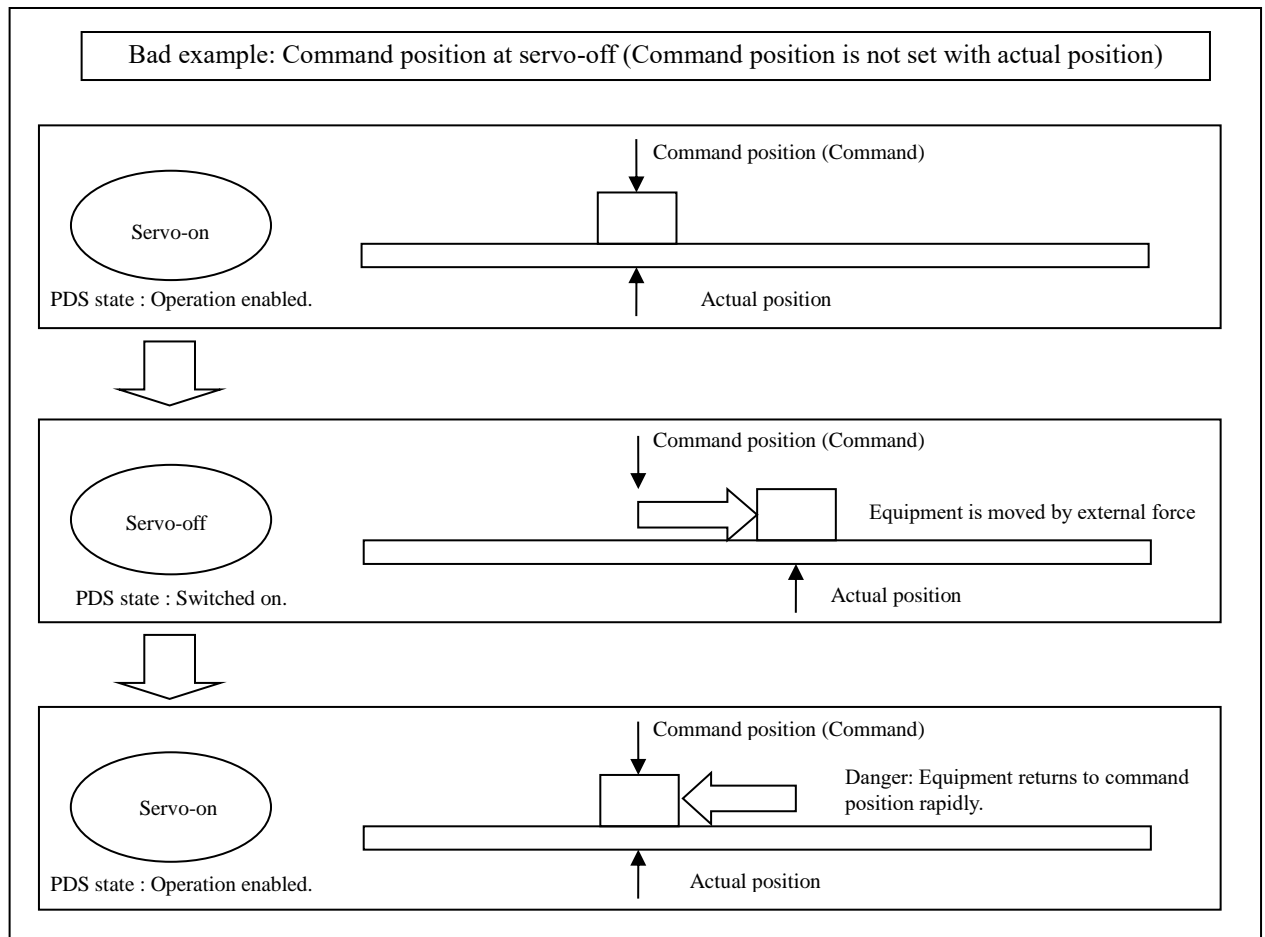 Bad example: Command position at servo-off (Command position is not set with actual position)
Command position (Command)
Servo-on
PDS state : Operation enabled.
Actual position
Command position (Command)
Servo-off
Equipment is moved by external force
PDS state : Switched on.
Actual position
Command position (Command)
Servo-on
Danger: Equipment returns to command
position rapidly.
PDS state : Operation enabled.
Actual position